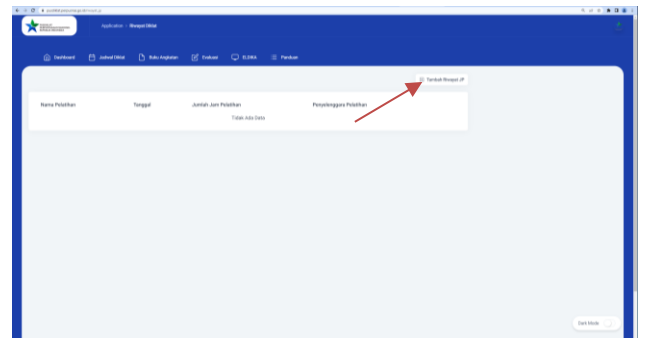 Application > Riwayat Diklat
Dashboard Jadwal Diklat Buku Angkatan Evaluasi ELSIMA Panduan
Tambah Riwayat JP
Nama Pelatihan Tanggal Jumlah Jam Pelatihan Penyelenggara Pelatihan
Tidak Ada Data
Dark Mode